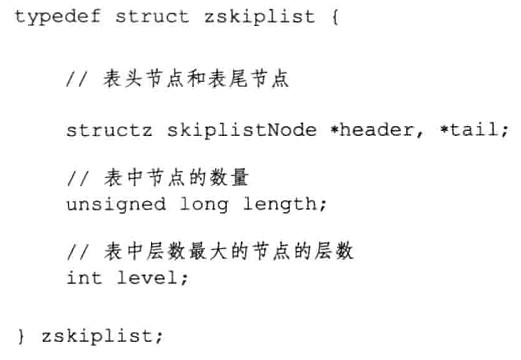 typedef struct zskiplist {
// 表头节点和表尾节点
structz skiplistNode *header, *tail;
// 表中节点的数量
unsigned long length;
// 表中层数最大的节点的层数
int level;
} zskiplist;